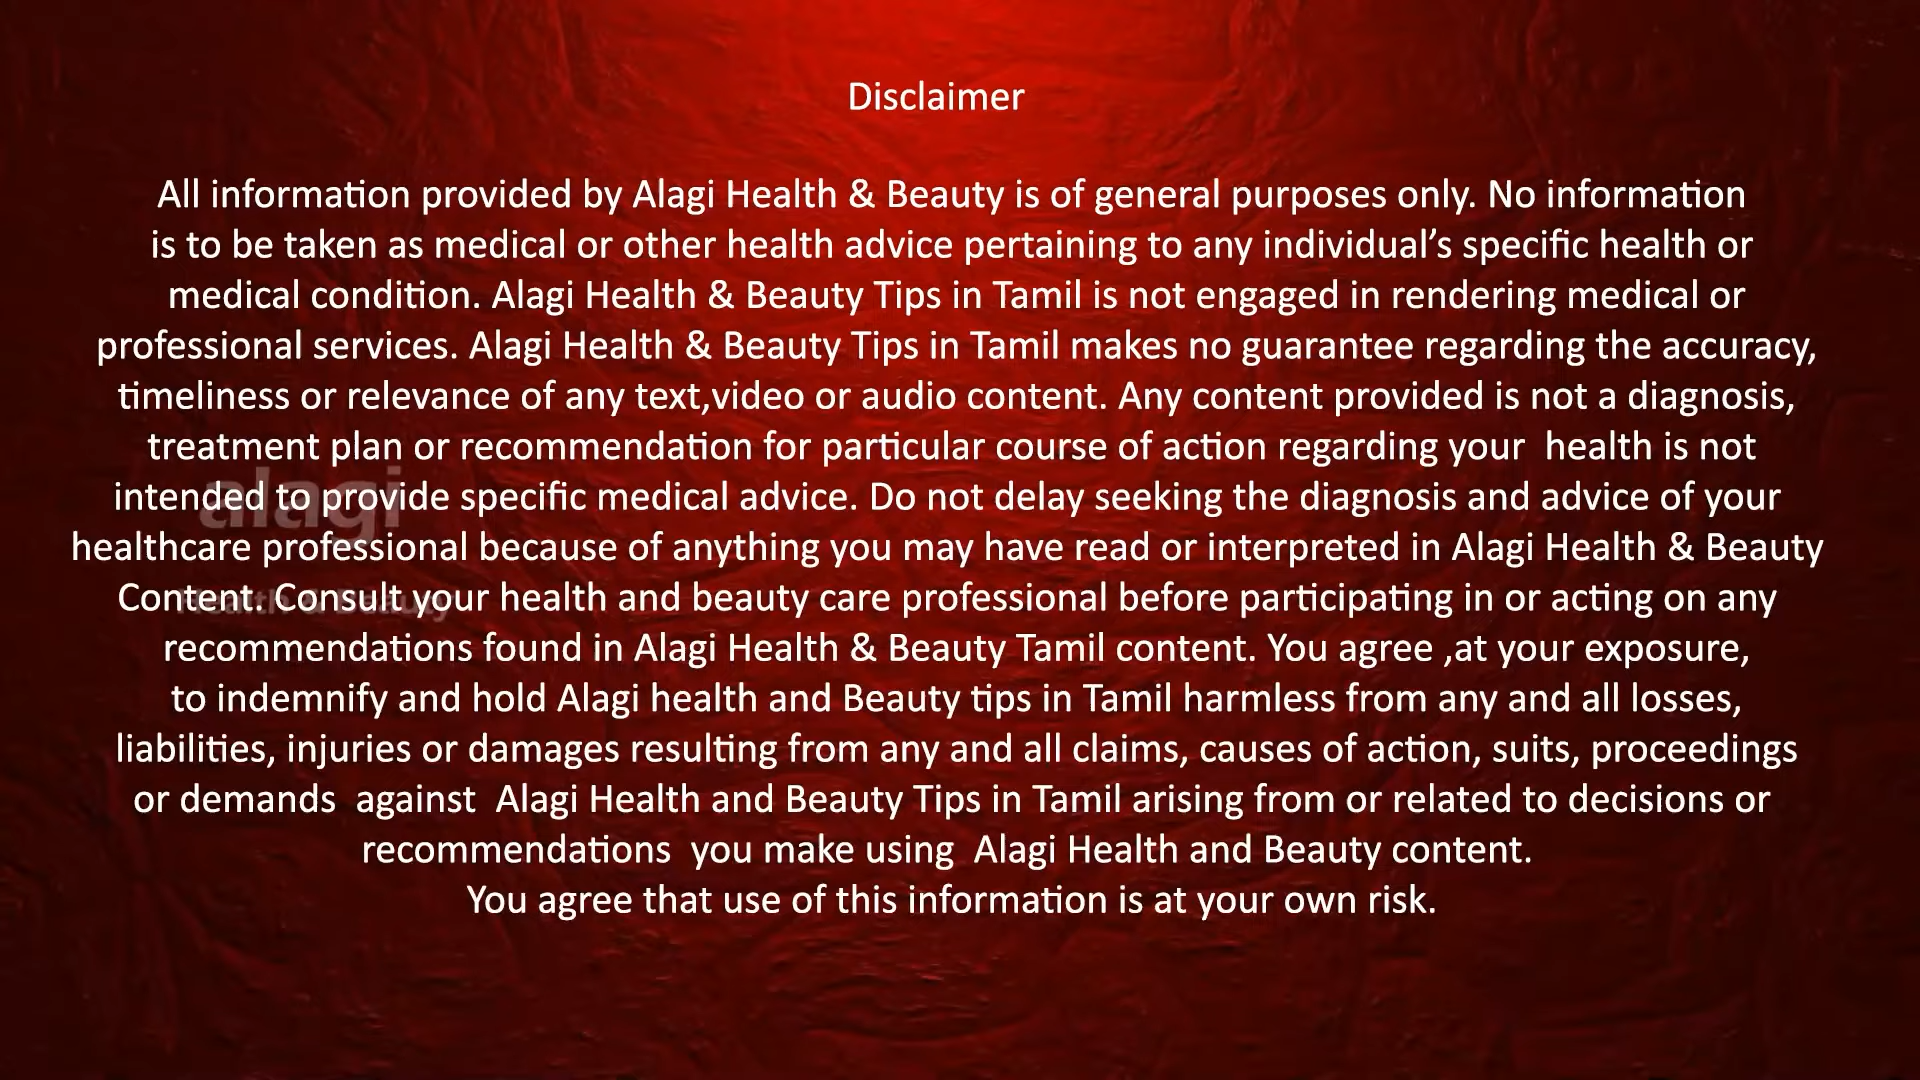 Disclaimer
All information provided by Alagi Health & Beauty is of general purposes only. No information
is to be taken as medical or other health advice pertaining to any individual’s specific health or
medical condition. Alagi Health & Beauty Tips in Tamil is not engaged in rendering medical or
professional services. Alagi Health & Beauty Tips in Tamil makes no guarantee regarding the accuracy,
timeliness or relevance of any text,video or audio content. Any content provided is not a diagnosis,
treatment plan or recommendation for particular course of action regarding your  health is not
alagi
intended to provide specific medical advice. Do not delay seeking the diagnosis and advice of your
healthcare professional because of anything you may have read or interpreted in Alagi Health & Beauty
Content. Consult your health and beauty care professional before participating in or acting on any
Health & Beauty
recommendations found in Alagi Health & Beauty Tamil content. You agree ,at your exposure,
to indemnify and hold Alagi health and Beauty tips in Tamil harmless from any and all losses,
liabilities, injuries or damages resulting from any and all claims, causes of action, suits, proceedings
or demands  against  Alagi Health and Beauty Tips in Tamil arising from or related to decisions or
recommendations  you make using  Alagi Health and Beauty content.
You agree that use of this information is at your own risk.